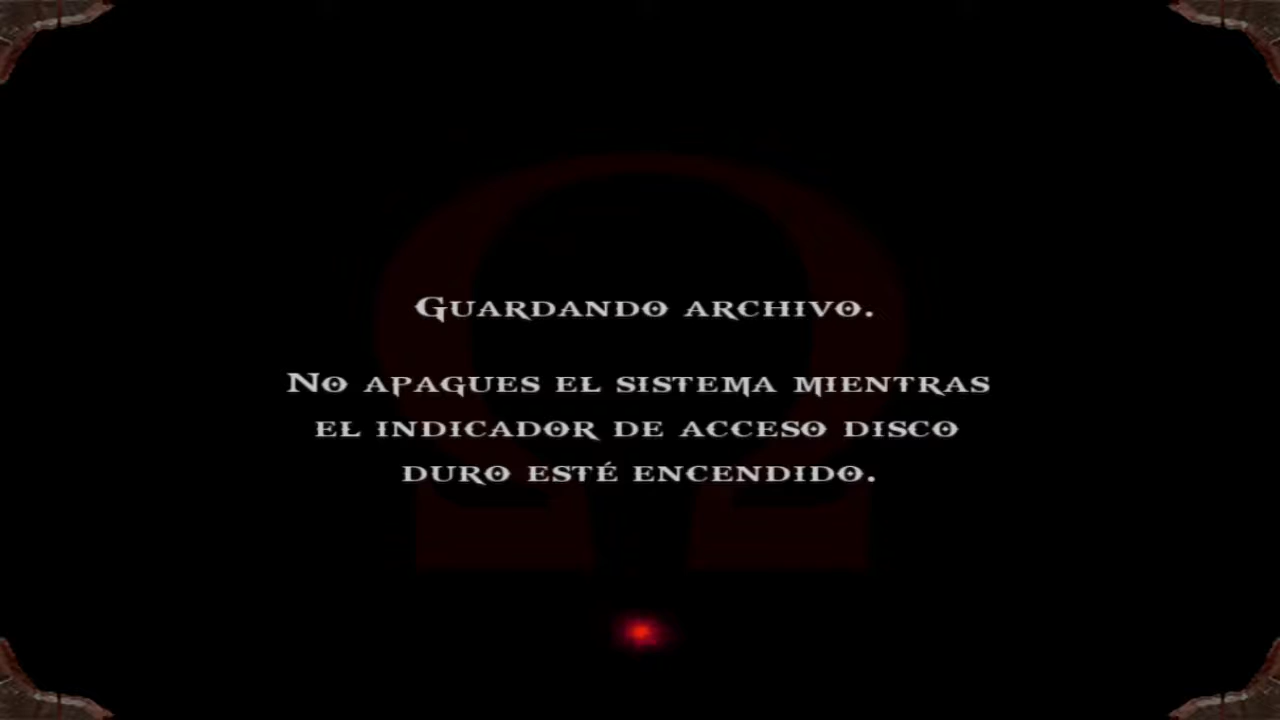 Guardando archivo.
No apagues el sistema mientras
el indicador de acceso disco
duro esté encendido.